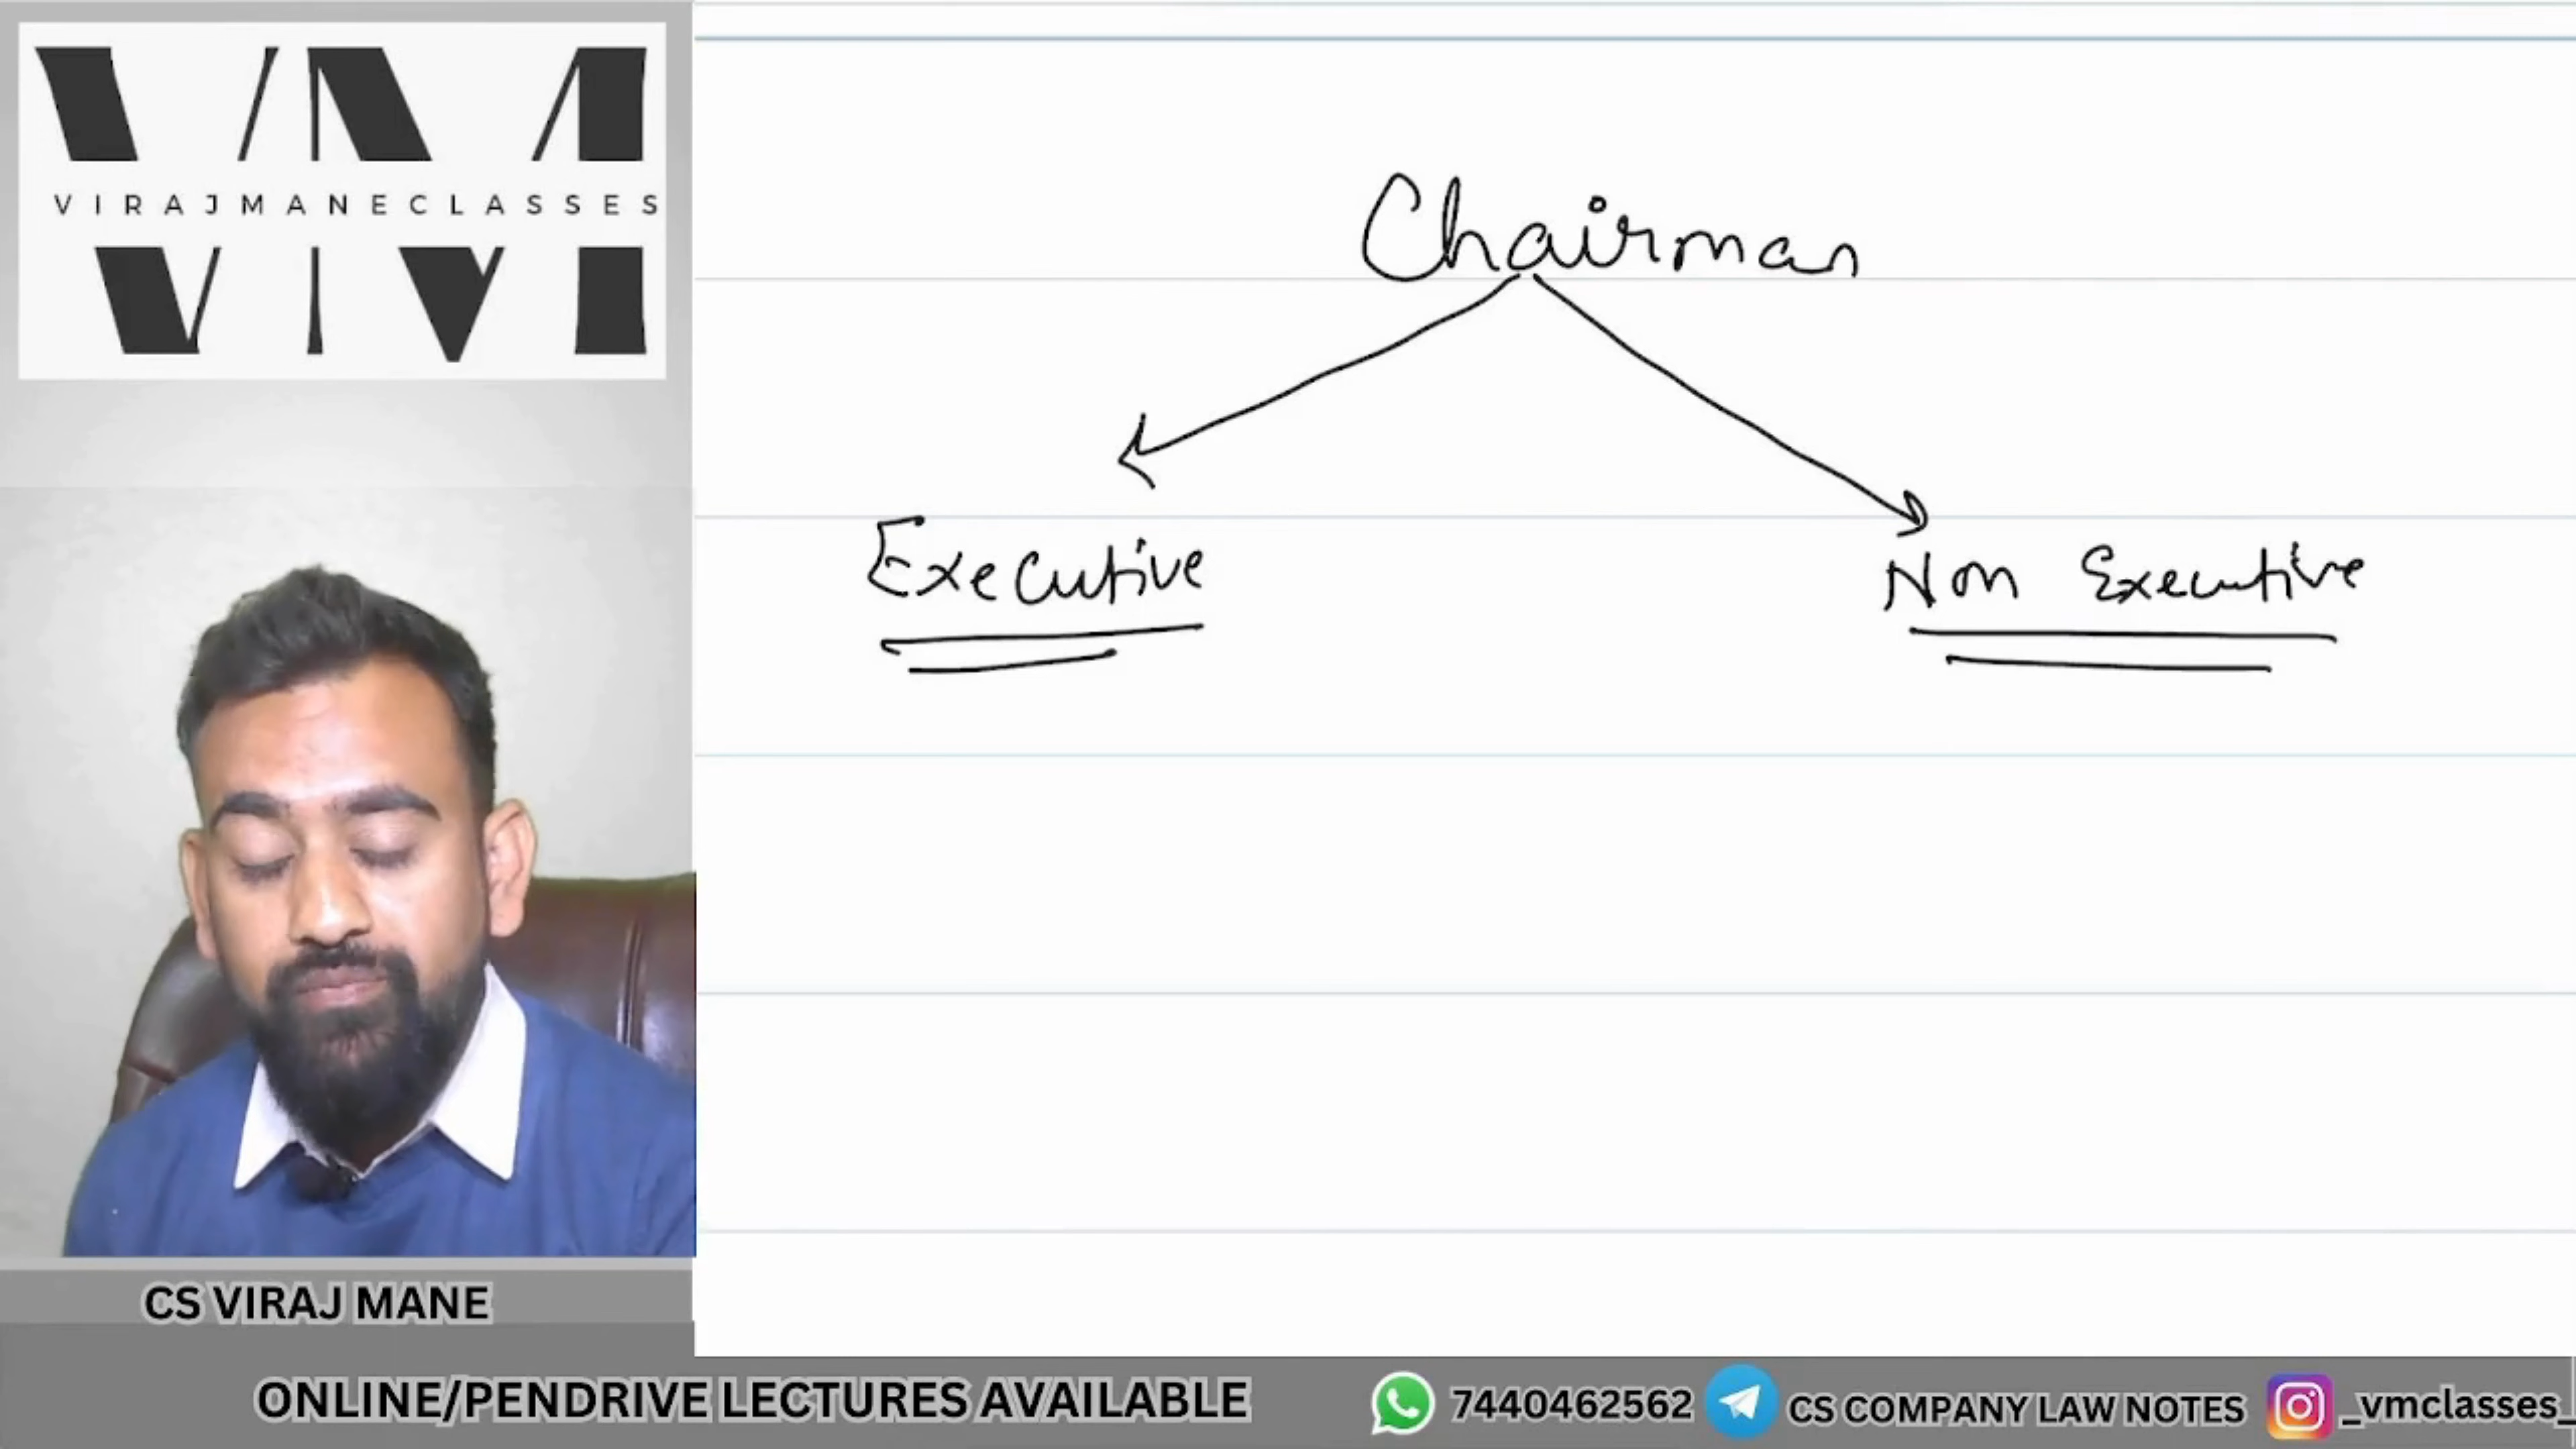 VIRAJMANECLASSES
Chairman
Executive
Non Executive
CS VIRAJ MANE
ONLINE/PENDRIVE LECTURES AVAILABLE
7440462562
CS COMPANY LAW NOTES
_vmclasses_